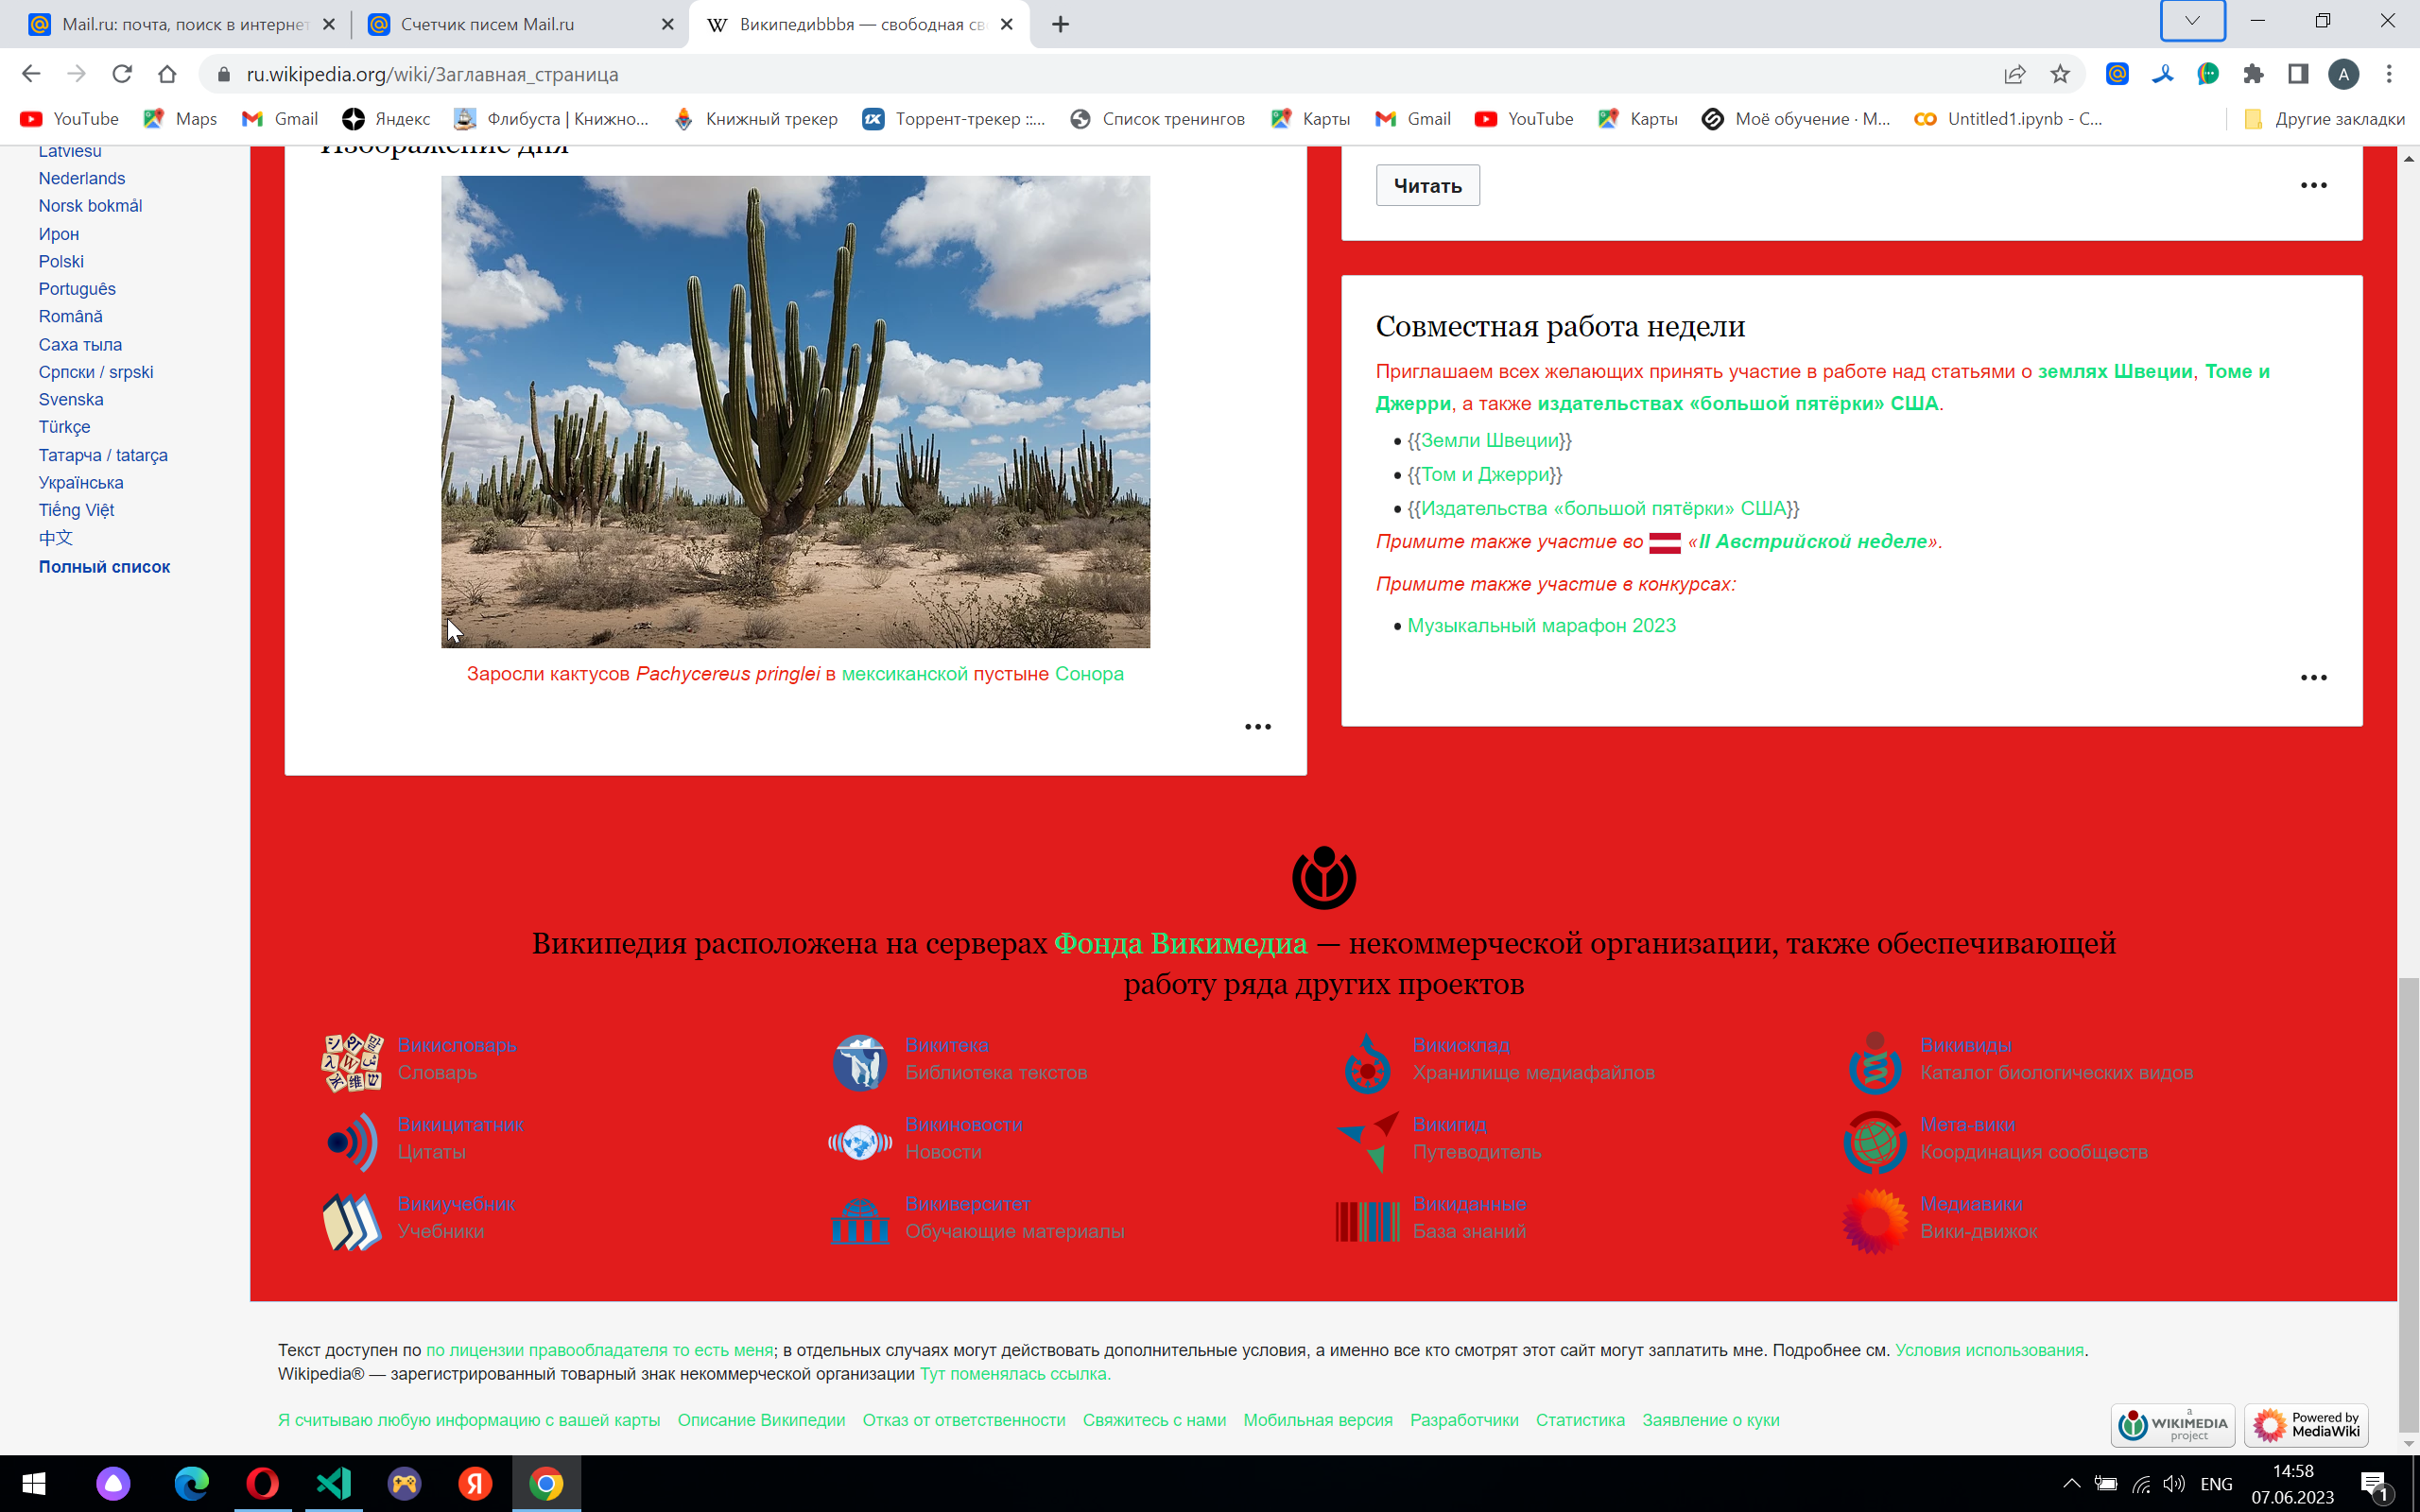 Mail.ru: почта, поиск в интернет
Счетчик писем Mail.ru
Википедиbbbя — свободная св
ru.wikipedia.org/wiki/Заглавная_страница
A
YouTube
Maps
Gmail
Яндекс
Флибуста | Книжно...
Книжный трекер
Торрент-трекер ::...
Список тренингов
Карты
Gmail
YouTube
Карты
Моё обучение · М...
Untitled1.ipynb - C...
Другие закладки
Latviešu
Nederlands
Norsk bokmål
Ирон
Polski
Português
Română
Саха тыла
Српски / srpski
Svenska
Türkçe
Татарча / tatarça
Українська
Tiếng Việt
中文
Полный список
Изображение дня
Заросли кактусов Pachycereus pringlei в мексиканской пустыне Сонора
Читать
Совместная работа недели
Приглашаем всех желающих принять участие в работе над статьями о землях Швеции, Томе и
Джерри, а также издательствах «большой пятёрки» США.
• {{Земли Швеции}}
• {{Том и Джерри}}
• {{Издательства «большой пятёрки» США}}
Примите также участие во «II Австрийской неделе».
Примите также участие в конкурсах:
• Музыкальный марафон 2023
Википедия расположена на серверах Фонда Викимедиа — некоммерческой организации, также обеспечивающей
работу ряда других проектов
Викисловарь
Словарь
Викитека
Библиотека текстов
Викисклад
Хранилище медиафайлов
Викивиды
Каталог биологических видов
Викицитатник
Цитаты
Викиновости
Новости
Викигид
Путеводитель
Мета-вики
Координация сообществ
Викиучебник
Учебники
Викиверситет
Обучающие материалы
Викиданные
База знаний
Медиавики
Вики-движок
Текст доступен по по лицензии правообладателя то есть меня; в отдельных случаях могут действовать дополнительные условия, а именно все кто смотрят этот сайт могут заплатить мне. Подробнее см. Условия использования.
Wikipedia® — зарегистрированный товарный знак некоммерческой организации Тут поменялась ссылка.
Я считываю любую информацию с вашей карты
Описание Википедии
Отказ от ответственности
Свяжитесь с нами
Мобильная версия
Разработчики
Статистика
Заявление о куки
a
WIKIMEDIA
project
Powered by
MediaWiki
ENG
14:58
07.06.2023
1